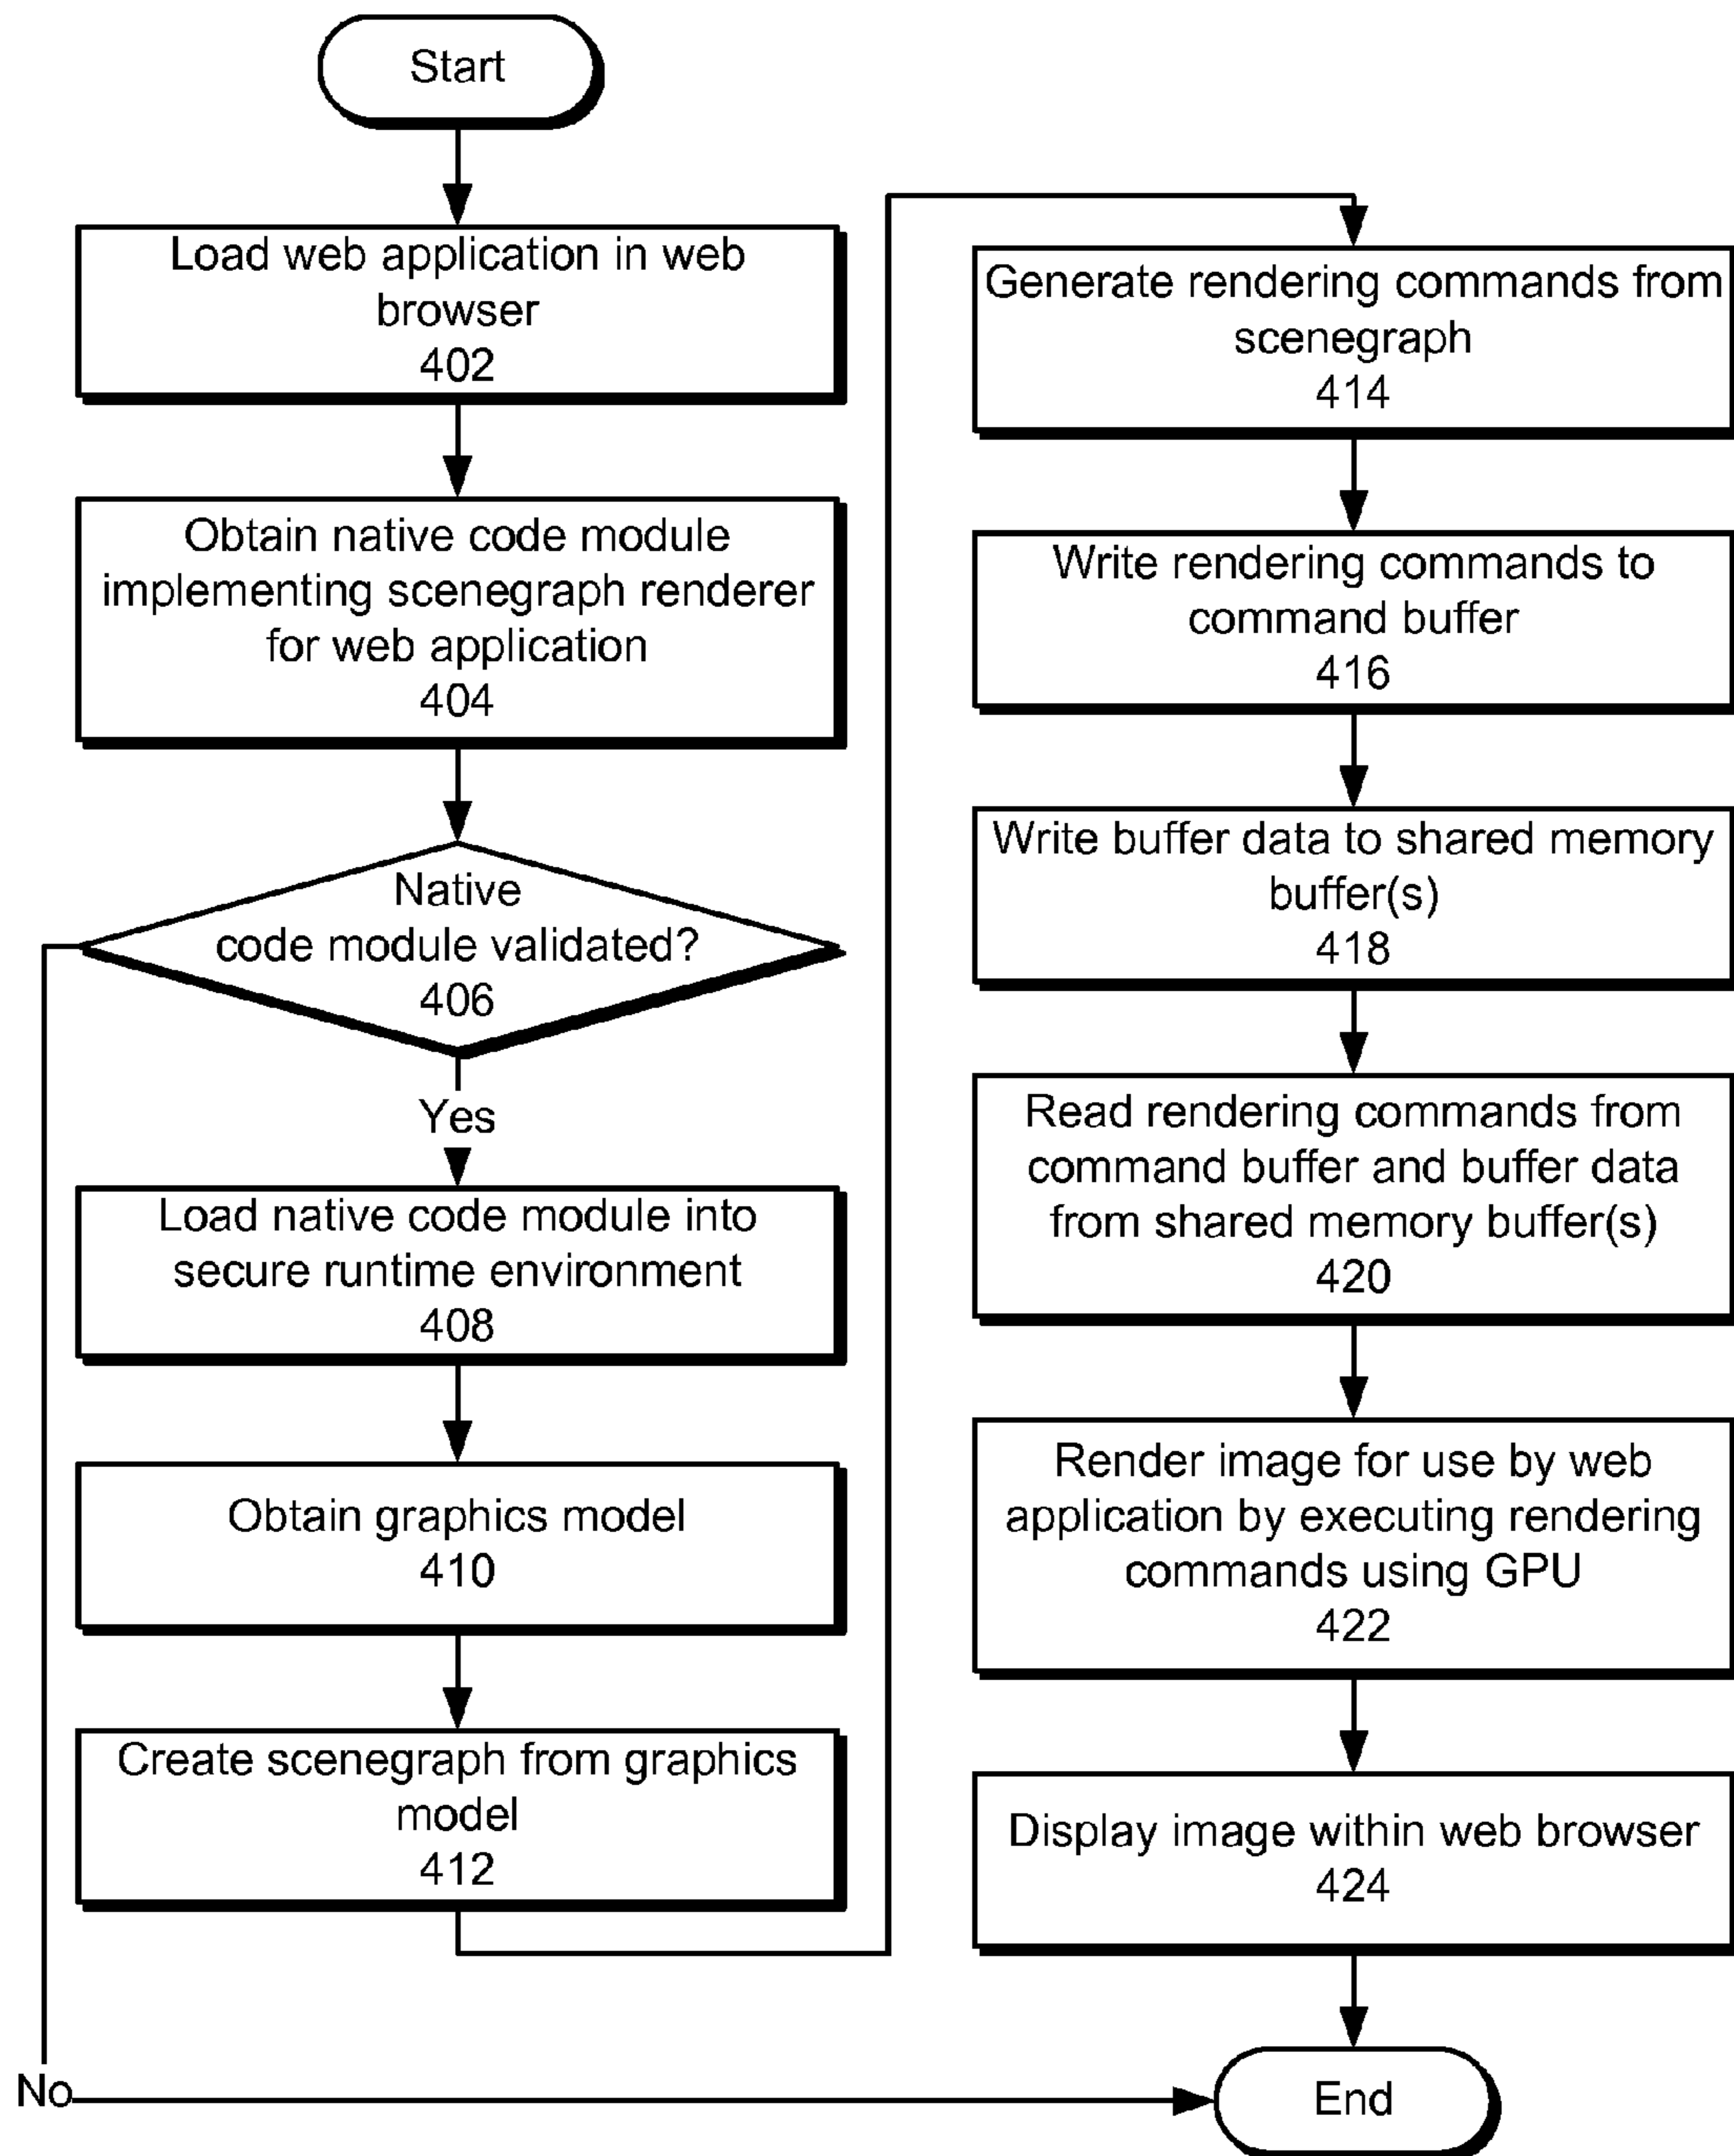 Start
Load web application in web
browser
402
Obtain native code module
implementing scenegraph renderer
for web application
404
Native
code module validated?
406
Yes
Load native code module into
secure runtime environment
408
Obtain graphics model
410
Create scenegraph from graphics
model
412
No
Generate rendering commands from
scenegraph
414
Write rendering commands to
command buffer
416
Write buffer data to shared memory
buffer(s)
418
Read rendering commands from
command buffer and buffer data
from shared memory buffer(s)
420
Render image for use by web
application by executing rendering
commands using GPU
422
Display image within web browser
424
End